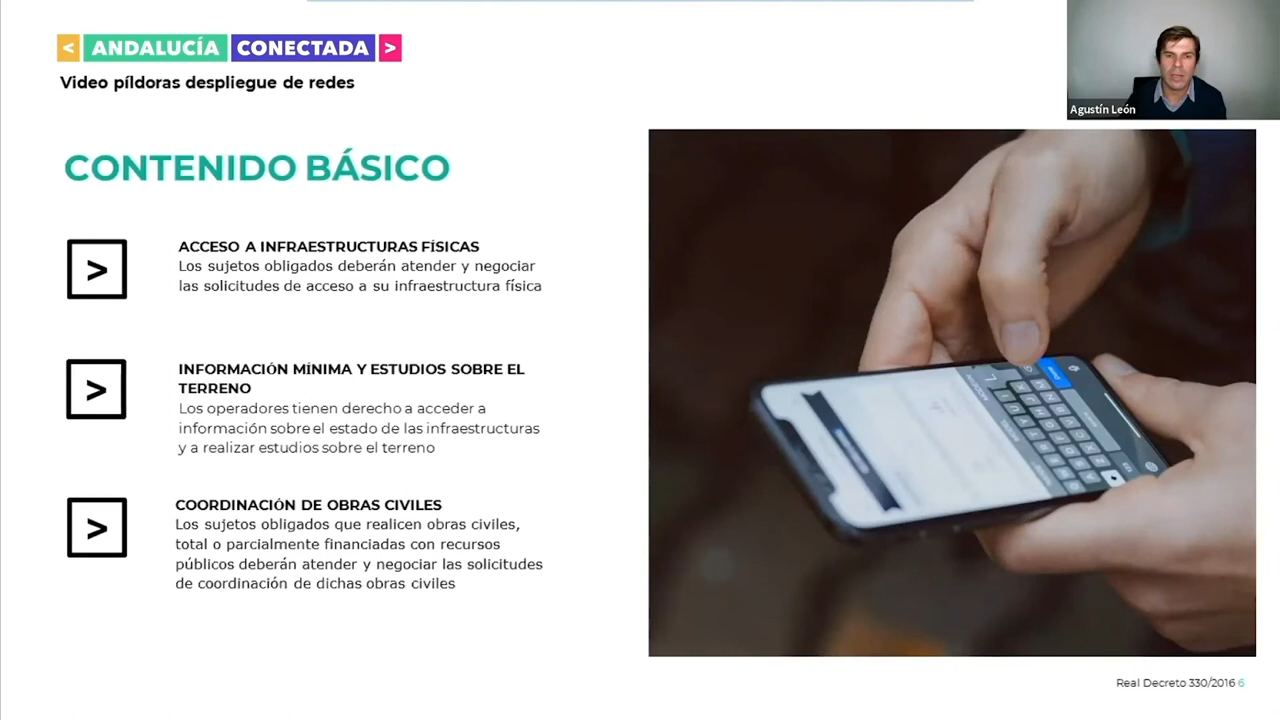 < ANDALUCÍA CONECTADA >
Video píldoras despliegue de redes
Agustín León
CONTENIDO BÁSICO
> ACCESO A INFRAESTRUCTURAS FÍSICAS
Los sujetos obligados deberán atender y negociar
las solicitudes de acceso a su infraestructura física
> INFORMACIÓN MÍNIMA Y ESTUDIOS SOBRE EL
TERRENO
Los operadores tienen derecho a acceder a
información sobre el estado de las infraestructuras
y a realizar estudios sobre el terreno
> COORDINACIÓN DE OBRAS CIVILES
Los sujetos obligados que realicen obras civiles,
total o parcialmente financiadas con recursos
públicos deberán atender y negociar las solicitudes
de coordinación de dichas obras civiles
Real Decreto 330/2016 6